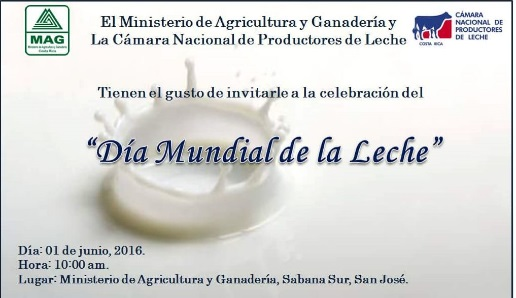 El Ministerio de Agricultura y Ganadería y
La Cámara Nacional de Productores de Leche
MAG
COSTA RICA
CÁMARA
NACIONAL DE
PRODUCTORES
DE LECHE
Tienen el gusto de invitarle a la celebración del
“Día Mundial de la Leche”
Día: 01 de junio, 2016.
Hora: 10:00 am.
Lugar: Ministerio de Agricultura y Ganadería, Sabana Sur, San José.